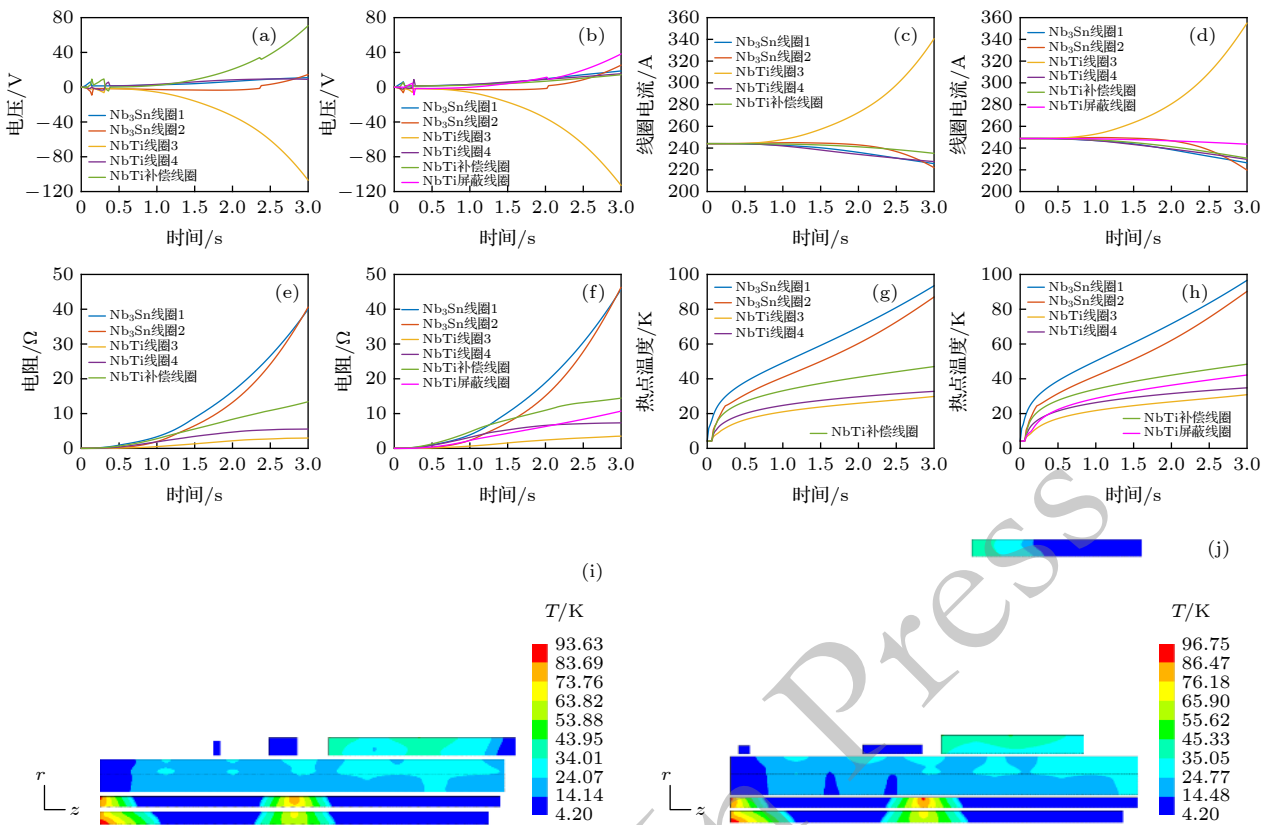 80
40
0
−40
−80
−120
电压/V
(a)
Nb₃Sn线圈1
Nb₃Sn线圈2
NbTi线圈3
NbTi线圈4
NbTi补偿线圈
0 0.5 1.0 1.5 2.0 2.5 3.0
时间/s
80
40
0
−40
−80
−120
电压/V
(b)
Nb₃Sn线圈1
Nb₃Sn线圈2
NbTi线圈3
NbTi线圈4
NbTi补偿线圈
NbTi屏蔽线圈
0 0.5 1.0 1.5 2.0 2.5 3.0
时间/s
360
340
320
300
280
260
240
220
200
线圈电流/A
(c)
Nb₃Sn线圈1
Nb₃Sn线圈2
NbTi线圈3
NbTi线圈4
NbTi补偿线圈
0 0.5 1.0 1.5 2.0 2.5 3.0
时间/s
360
340
320
300
280
260
240
220
200
线圈电流/A
(d)
Nb₃Sn线圈1
Nb₃Sn线圈2
NbTi线圈3
NbTi线圈4
NbTi补偿线圈
NbTi屏蔽线圈
0 0.5 1.0 1.5 2.0 2.5 3.0
时间/s
50
40
30
20
10
0
电阻/Ω
(e)
Nb₃Sn线圈1
Nb₃Sn线圈2
NbTi线圈3
NbTi线圈4
NbTi补偿线圈
0 0.5 1.0 1.5 2.0 2.5 3.0
时间/s
50
40
30
20
10
0
电阻/Ω
(f)
Nb₃Sn线圈1
Nb₃Sn线圈2
NbTi线圈3
NbTi线圈4
NbTi补偿线圈
NbTi屏蔽线圈
0 0.5 1.0 1.5 2.0 2.5 3.0
时间/s
100
80
60
40
20
0
热点温度/K
(g)
Nb₃Sn线圈1
Nb₃Sn线圈2
NbTi线圈3
NbTi线圈4
NbTi补偿线圈
0 0.5 1.0 1.5 2.0 2.5 3.0
时间/s
100
80
60
40
20
0
热点温度/K
(h)
Nb₃Sn线圈1
Nb₃Sn线圈2
NbTi线圈3
NbTi线圈4
NbTi补偿线圈
NbTi屏蔽线圈
0 0.5 1.0 1.5 2.0 2.5 3.0
时间/s
(i)
T/K
93.63
83.69
73.76
63.82
53.88
43.95
34.01
24.07
14.14
4.20
r
z
(j)
T/K
96.75
86.47
76.18
65.90
55.62
45.33
35.05
24.77
14.48
4.20
r
z
Press